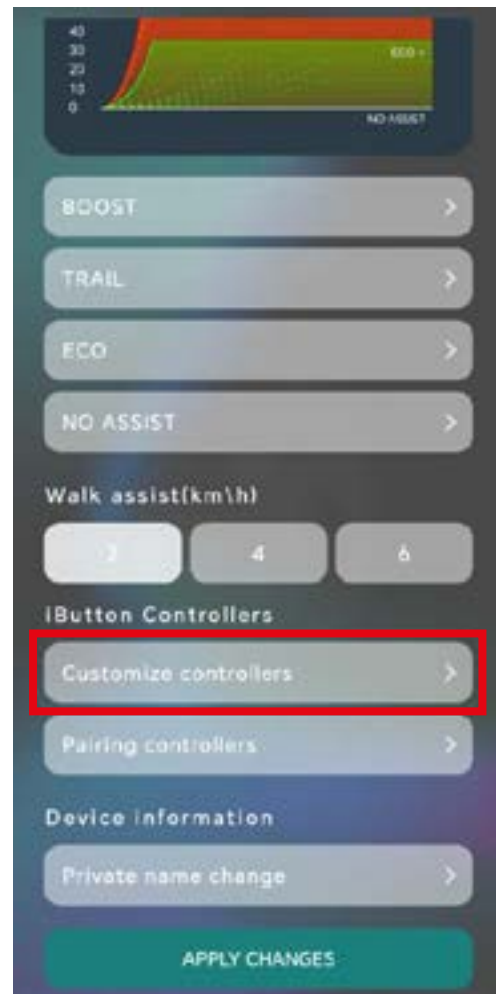 40
30
20
10
0
ECO +
NO ASSIST
BOOST
TRAIL
ECO
NO ASSIST
Walk assist(km\h)
2
4
6
iButton Controllers
Customize controllers
Pairing controllers
Device information
Private name change
APPLY CHANGES